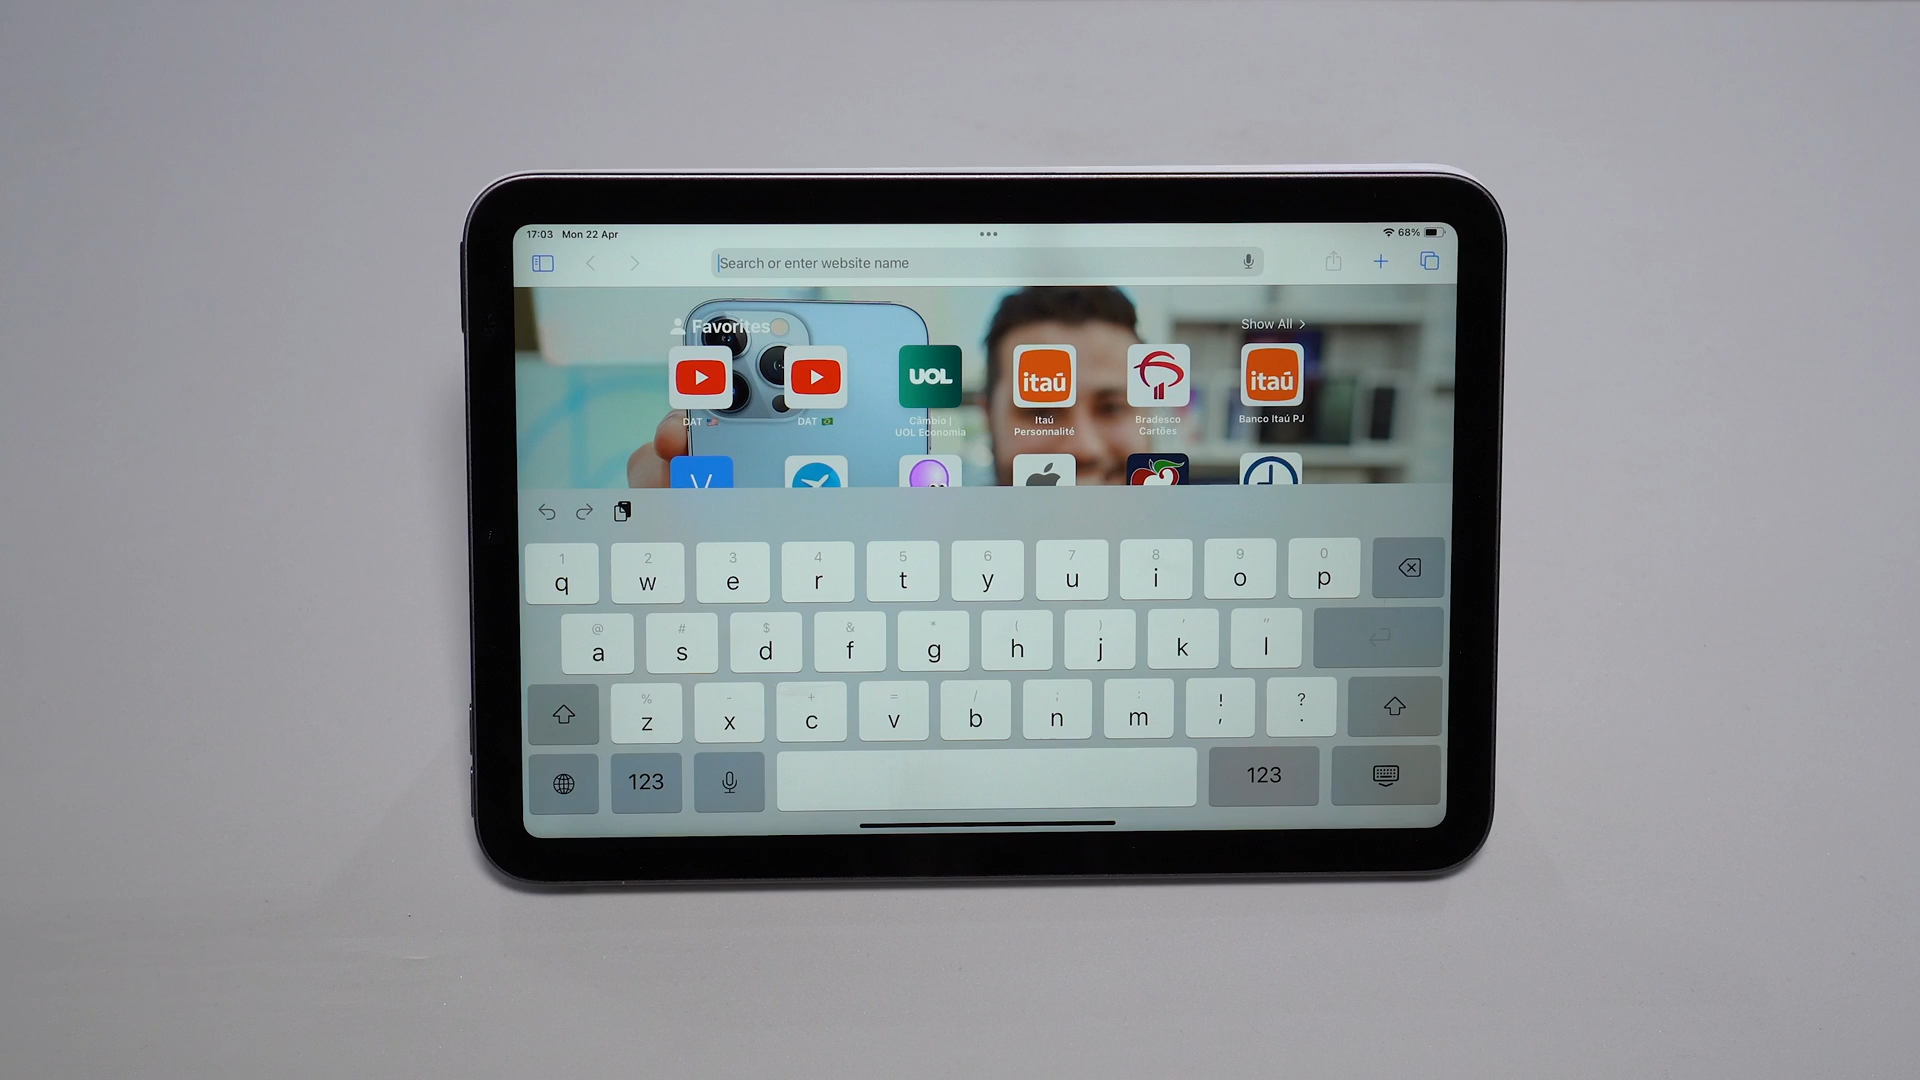 17:03 Mon 22 Apr
68%
Search or enter website name
Favorites
Show All >
UOL
itaú
itaú
DAT 🇺🇸
DAT 🇧🇷
Câmbio |
UOL Economia
Itaú
Personnalité
Bradesco
Cartões
Banco Itaú PJ
1 2 3 4 5 6 7 8 9 0
q w e r t y u i o p
@ # $ & * ( ) ' "
a s d f g h j k l
% - + = / ; : ! ?
z x c v b n m , .
123
123